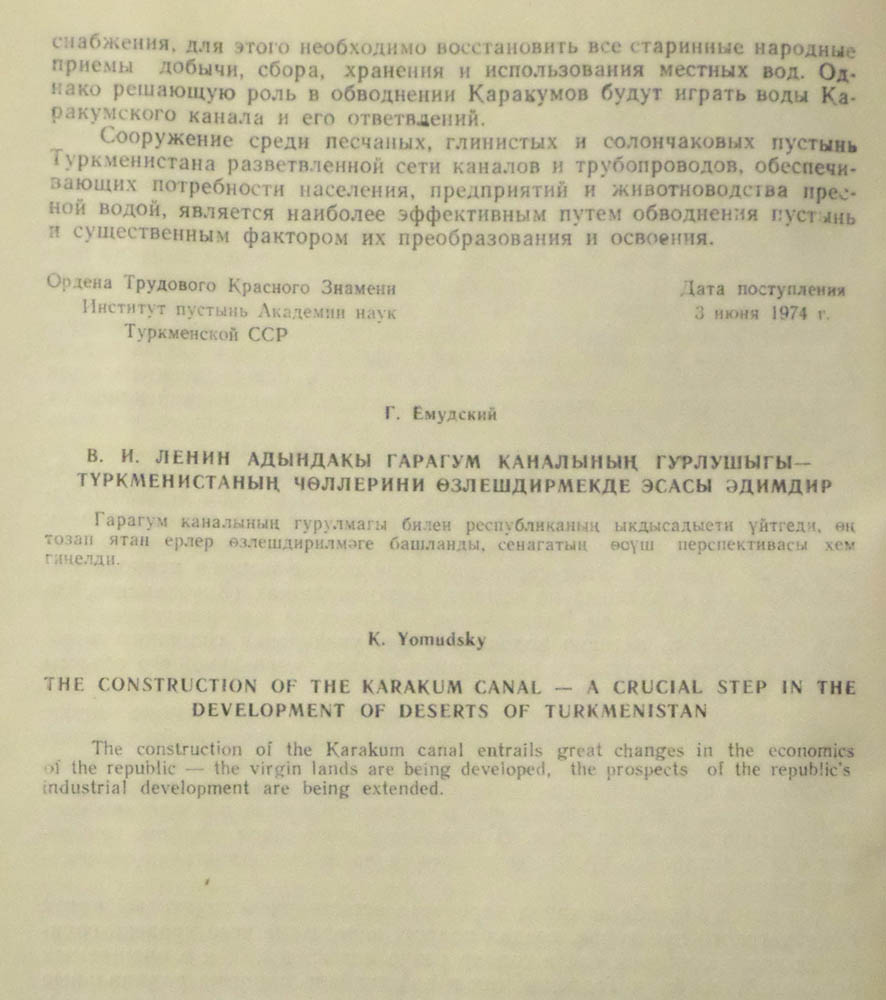 снабжения, для этого необходимо восстановить все старинные народные
приемы добычи, сбора, хранения и использования местных вод. Од-
нако решающую роль в обводнении Каракумов будут играть воды Ка-
ракумского канала и его ответвлений.
Сооружение среди песчаных, глинистых и солончаковых пустынь
Туркменистана разветвленной сети каналов и трубопроводов, обеспечи-
вающих потребности населения, предприятий и животноводства прес-
ной водой, является наиболее эффективным путем обводнения пустынь
и существенным фактором их преобразования и освоения.
Ордена Трудового Красного Знамени
Институт пустынь Академии наук
Туркменской ССР
Дата поступления
3 июня 1974 г.
Г. Емудский
В. И. ЛЕНИН АДЫНДАКЫ ГАРАГУМ КАНАЛЫНЫҢ ГУРЛУШЫГЫ—
ТҮРКМЕНИСТАНЫҢ ЧӨЛЛЕРИНИ ӨЗЛЕШДИРМЕКДЕ ЭСАСЫ ӘДИМДИР
Гарагум каналының гурулмагы билен республиканың ыкдысадыети үйтгеди, өң
тозан ятан ерлер өзлешдирилмәге башланды, сенагатың өсүш перспективасы хем
гиңелди.
K. Yomudsky
THE CONSTRUCTION OF THE KARAKUM CANAL — A CRUCIAL STEP IN THE
DEVELOPMENT OF DESERTS OF TURKMENISTAN
The construction of the Karakum canal entrails great changes in the economics
of the republic — the virgin lands are being developed, the prospects of the republic's
industrial development are being extended.